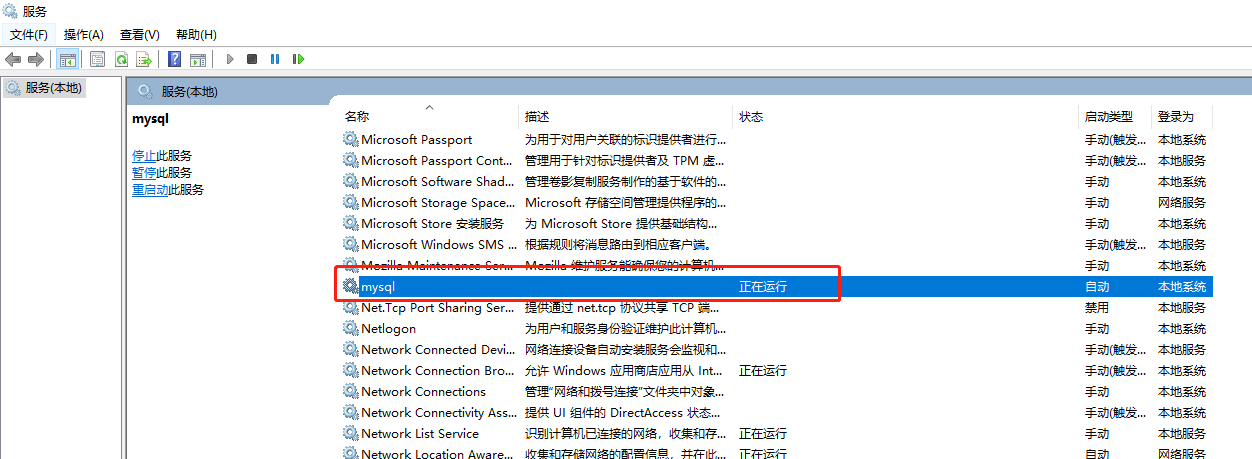 服务
文件(F) 操作(A) 查看(V) 帮助(H)
服务(本地)
服务(本地)
mysql
停止此服务
暂停此服务
重启动此服务
名称 描述 状态 启动类型 登录为
Microsoft Passport 为用于对用户关联的标识提供者进行... 手动(触发... 本地系统
Microsoft Passport Cont... 管理用于针对标识提供者及 TPM 虚... 手动(触发... 本地服务
Microsoft Software Shad... 管理卷影复制服务制作的基于软件的... 手动 本地系统
Microsoft Storage Space... Microsoft 存储空间管理提供程序的... 手动 网络服务
Microsoft Store 安装服务 为 Microsoft Store 提供基础结构... 手动 本地系统
Microsoft Windows SMS ... 根据规则将消息路由到相应客户端。 手动(触发... 本地系统
Mozilla Maintenance Ser... Mozilla 维护服务能确保您的计算机... 手动 本地系统
mysql 正在运行 自动 本地系统
Net.Tcp Port Sharing Ser... 提供通过 net.tcp 协议共享 TCP 端... 禁用 本地服务
Netlogon 为用户和服务身份验证维护此计算机... 手动 本地系统
Network Connected Devi... 网络连接设备自动安装服务会监视和... 手动(触发... 本地服务
Network Connection Bro... 允许 Windows 应用商店应用从 Int... 正在运行 手动(触发... 本地系统
Network Connections 管理“网络和拨号连接”文件夹中对象... 手动 本地系统
Network Connectivity Ass... 提供 UI 组件的 DirectAccess 状态... 手动(触发... 本地系统
Network List Service 识别计算机已连接的网络，收集和存... 正在运行 手动 本地服务
Network Location Aware... 收集和存储网络的配置信息，并在此... 正在运行 自动 网络服务